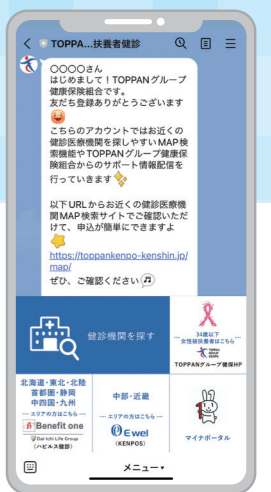 TOPPA...扶養者健診
○○○○さん
はじめまして！TOPPANグループ
健康保険組合です。
友だち登録ありがとうございます
こちらのアカウントではお近くの
健診医療機関を探しやすいMAP検
索機能やTOPPANグループ健康保
険組合からのサポート情報配信を
行っていきます
以下URLからお近くの健診医療機
関MAP検索サイトでご確認いただ
けて、申込が簡単にできますよ
https://toppankenpo-kenshin.jp/
map/
ぜひ、ご確認ください
健診機関を探す
34歳以下
女性被扶養者はこちら
TOPPANグループ健保HP
北海道・東北・北陸
首都圏・静岡
中四国・九州
エリアの方はこちら
Benefit one
Dai-ichi Life Group
(ハピルス健診)
中部・近畿
エリアの方はこちら
Ewel
(KENPOS)
マイナポータル
メニュー